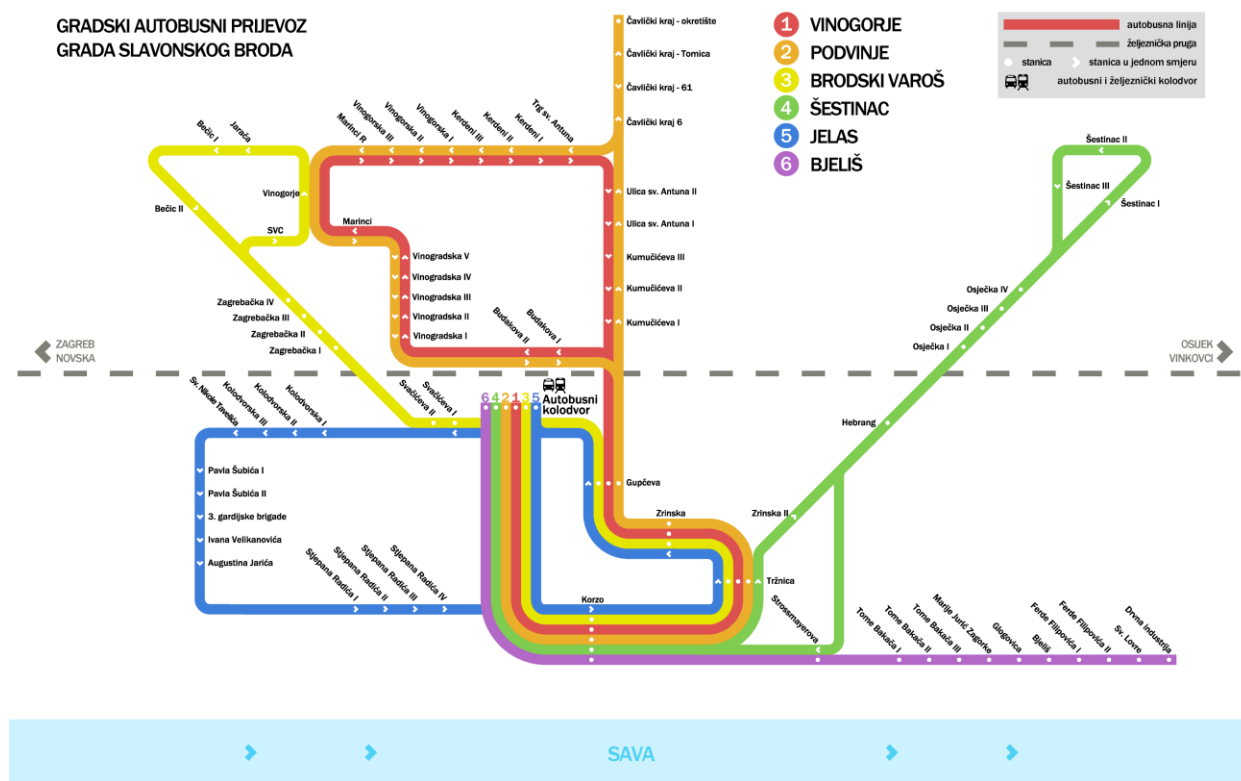 GRADSKI AUTOBUSNI PRIJEVOZ
GRADA SLAVONSKOG BRODA
1 VINOGORJE
2 PODVINJE
3 BRODSKI VAROŠ
4 ŠESTINAC
5 JELAS
6 BJELIŠ
autobusna linija
željeznička pruga
stanica
stanica u jednom smjeru
autobusni i željeznički kolodvor
Čavlički kraj - okretište
Čavlički kraj - Tomica
Čavlički kraj - 61
Čavlički kraj 6
Bečic I
Jarača
Marinci R
Vinogorska III
Vinogorska II
Vinogorska I
Kerdeni III
Kerdeni II
Kerdeni I
Trg sv. Antuna
Šestinac II
Šestinac III
Šestinac I
Vinogorje
Bečic II
SVC
Marinci
Ulica sv. Antuna II
Ulica sv. Antuna I
Vinogradska V
Vinogradska IV
Vinogradska III
Vinogradska II
Vinogradska I
Kumučićeva III
Kumučićeva II
Kumučićeva I
Budakova II
Budakova I
Zagrebačka IV
Zagrebačka III
Zagrebačka II
Zagrebačka I
Osječka IV
Osječka III
Osječka II
Osječka I
ZAGREB
NOVSKA
OSIJEK
VINKOVCI
Sv. Nikole Tavelića
Kolodvorska III
Kolodvorska II
Kolodvorska I
Svačićeva II
Svačićeva I
6 4 2 1 3 5
Autobusni
kolodvor
Hebrang
Pavla Šubića I
Pavla Šubića II
3. gardijske brigade
Ivana Velikanovića
Augustina Jarića
Gupčeva
Zrinska
Zrinska II
Tržnica
Stjepana Radića I
Stjepana Radića II
Stjepana Radića III
Stjepana Radića IV
Korzo
Strossmayerova
Tome Bakača I
Tome Bakača II
Tome Bakača III
Marije Jurić Zagorke
Glogovica
Bjeliš
Ferde Filipovića I
Ferde Filipovića II
Sv. Lovre
Drvna industrija
SAVA